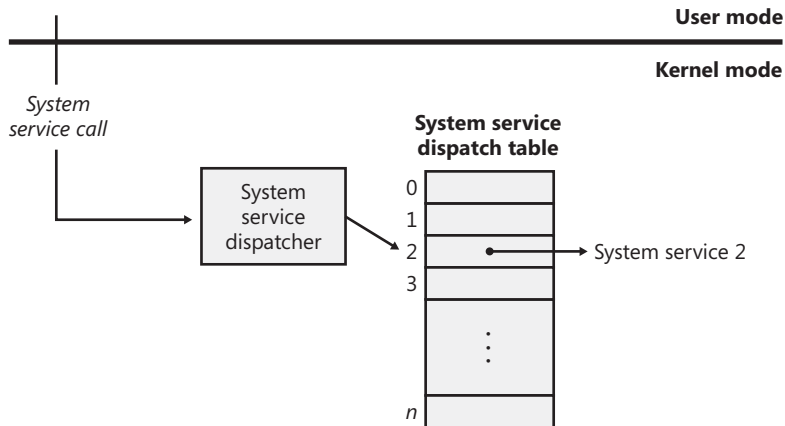 User mode
Kernel mode
System
service call
System service
dispatch table
System
service
dispatcher
0
1
2
3
n
System service 2